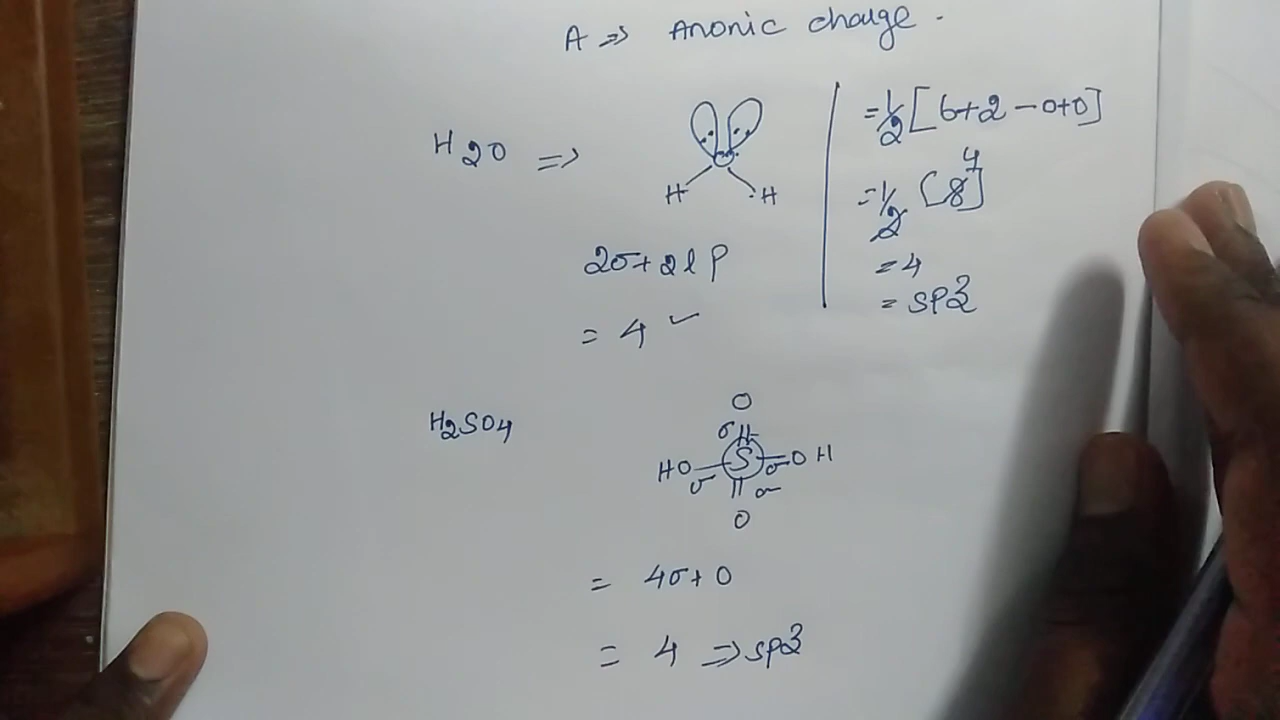 A ⇒ Anonic charge.
H2O ⇒
H H
2σ + 2lp
= 4 ✓
= 1/2 [6+2-0+0]
= 1/2 [8] 4
= 4
= sp3
H2SO4
O
σ
HO S OH
σ σ σ
O
= 4σ + 0
= 4 ⇒ sp3